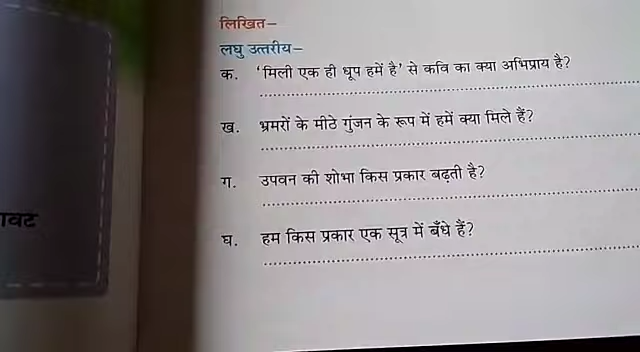 लिखित–
लघु उत्तरीय–
क. 'मिली एक ही धूप हमें है' से कवि का क्या अभिप्राय है?
ख. भ्रमरों के मीठे गुंजन के रूप में हमें क्या मिले हैं?
ग. उपवन की शोभा किस प्रकार बढ़ती है?
घ. हम किस प्रकार एक सूत्र में बँधे हैं?